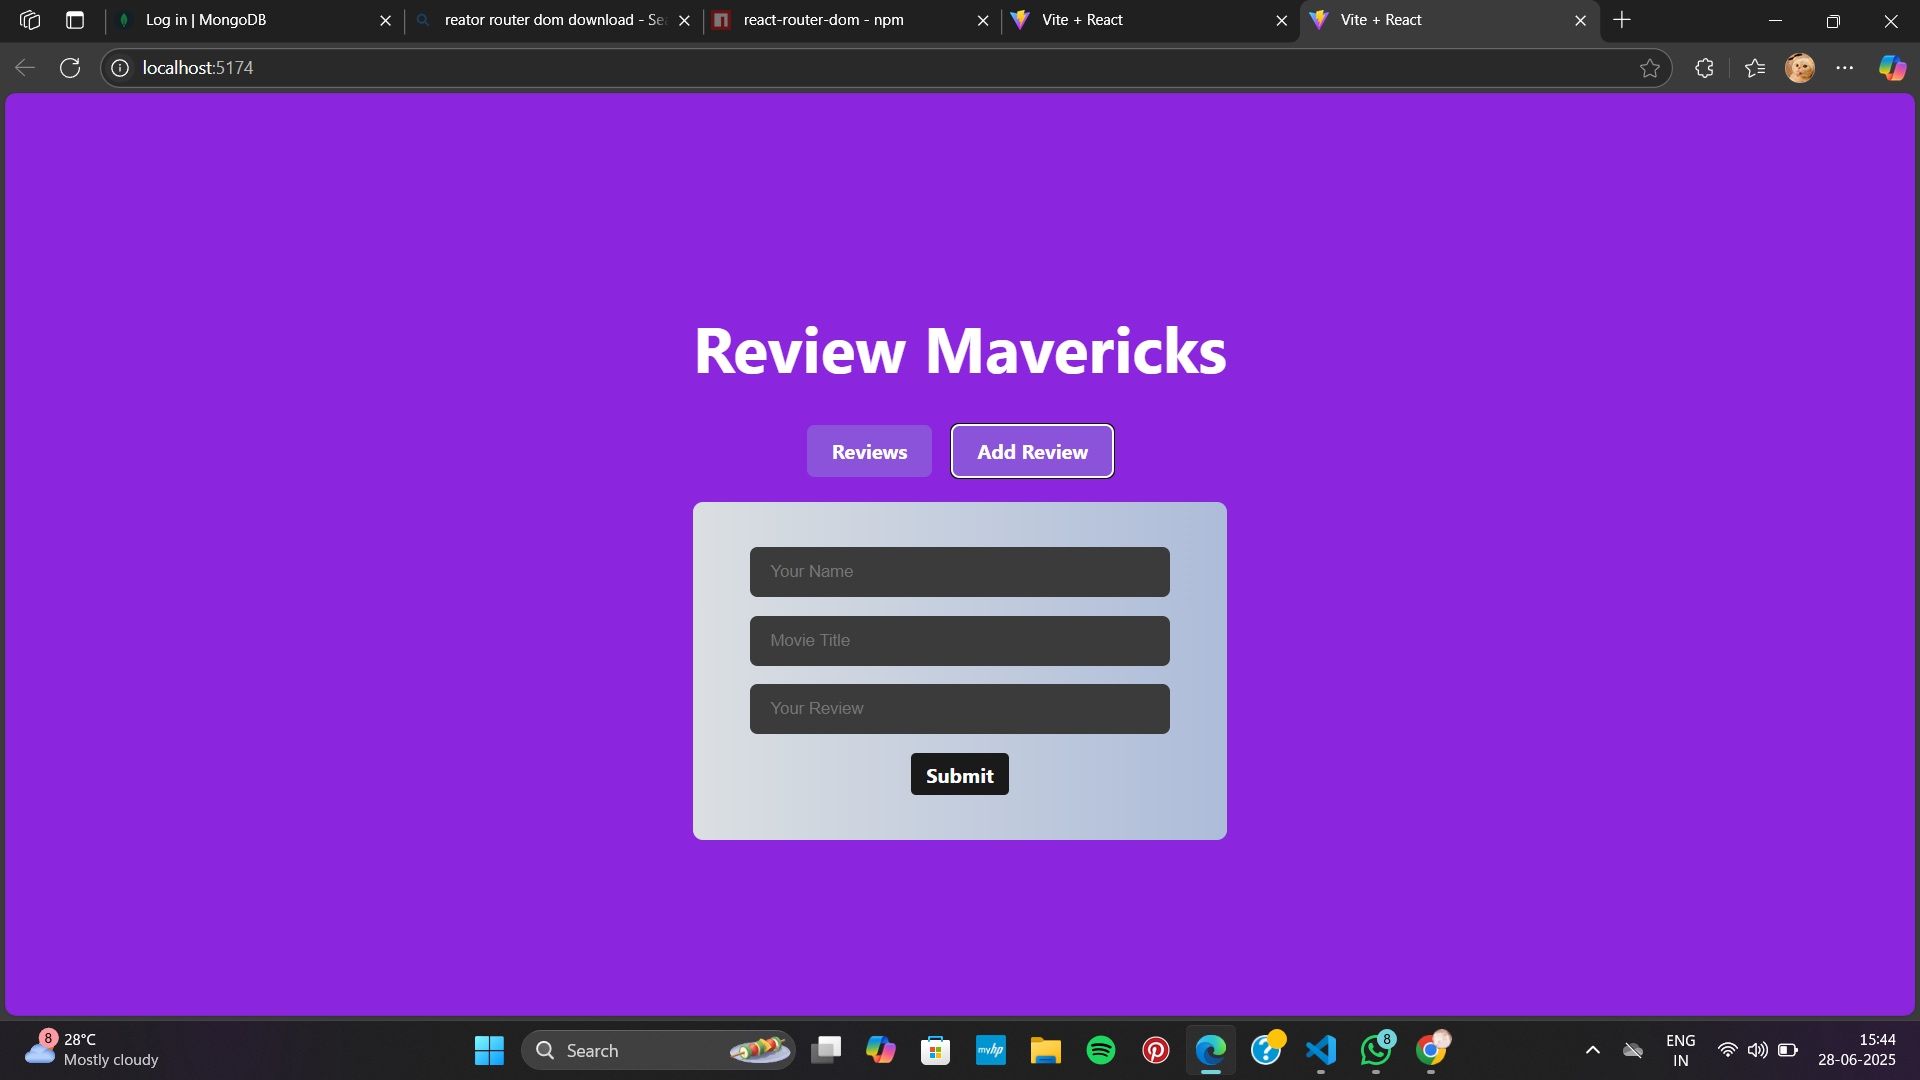 Log in | MongoDB
reator router dom download - Se
react-router-dom - npm
Vite + React
Vite + React
localhost:5174
Review Mavericks
Reviews
Add Review
Your Name
Movie Title
Your Review
Submit
8
28°C
Mostly cloudy
Search
myhp
8
ENG
IN
15:44
28-06-2025